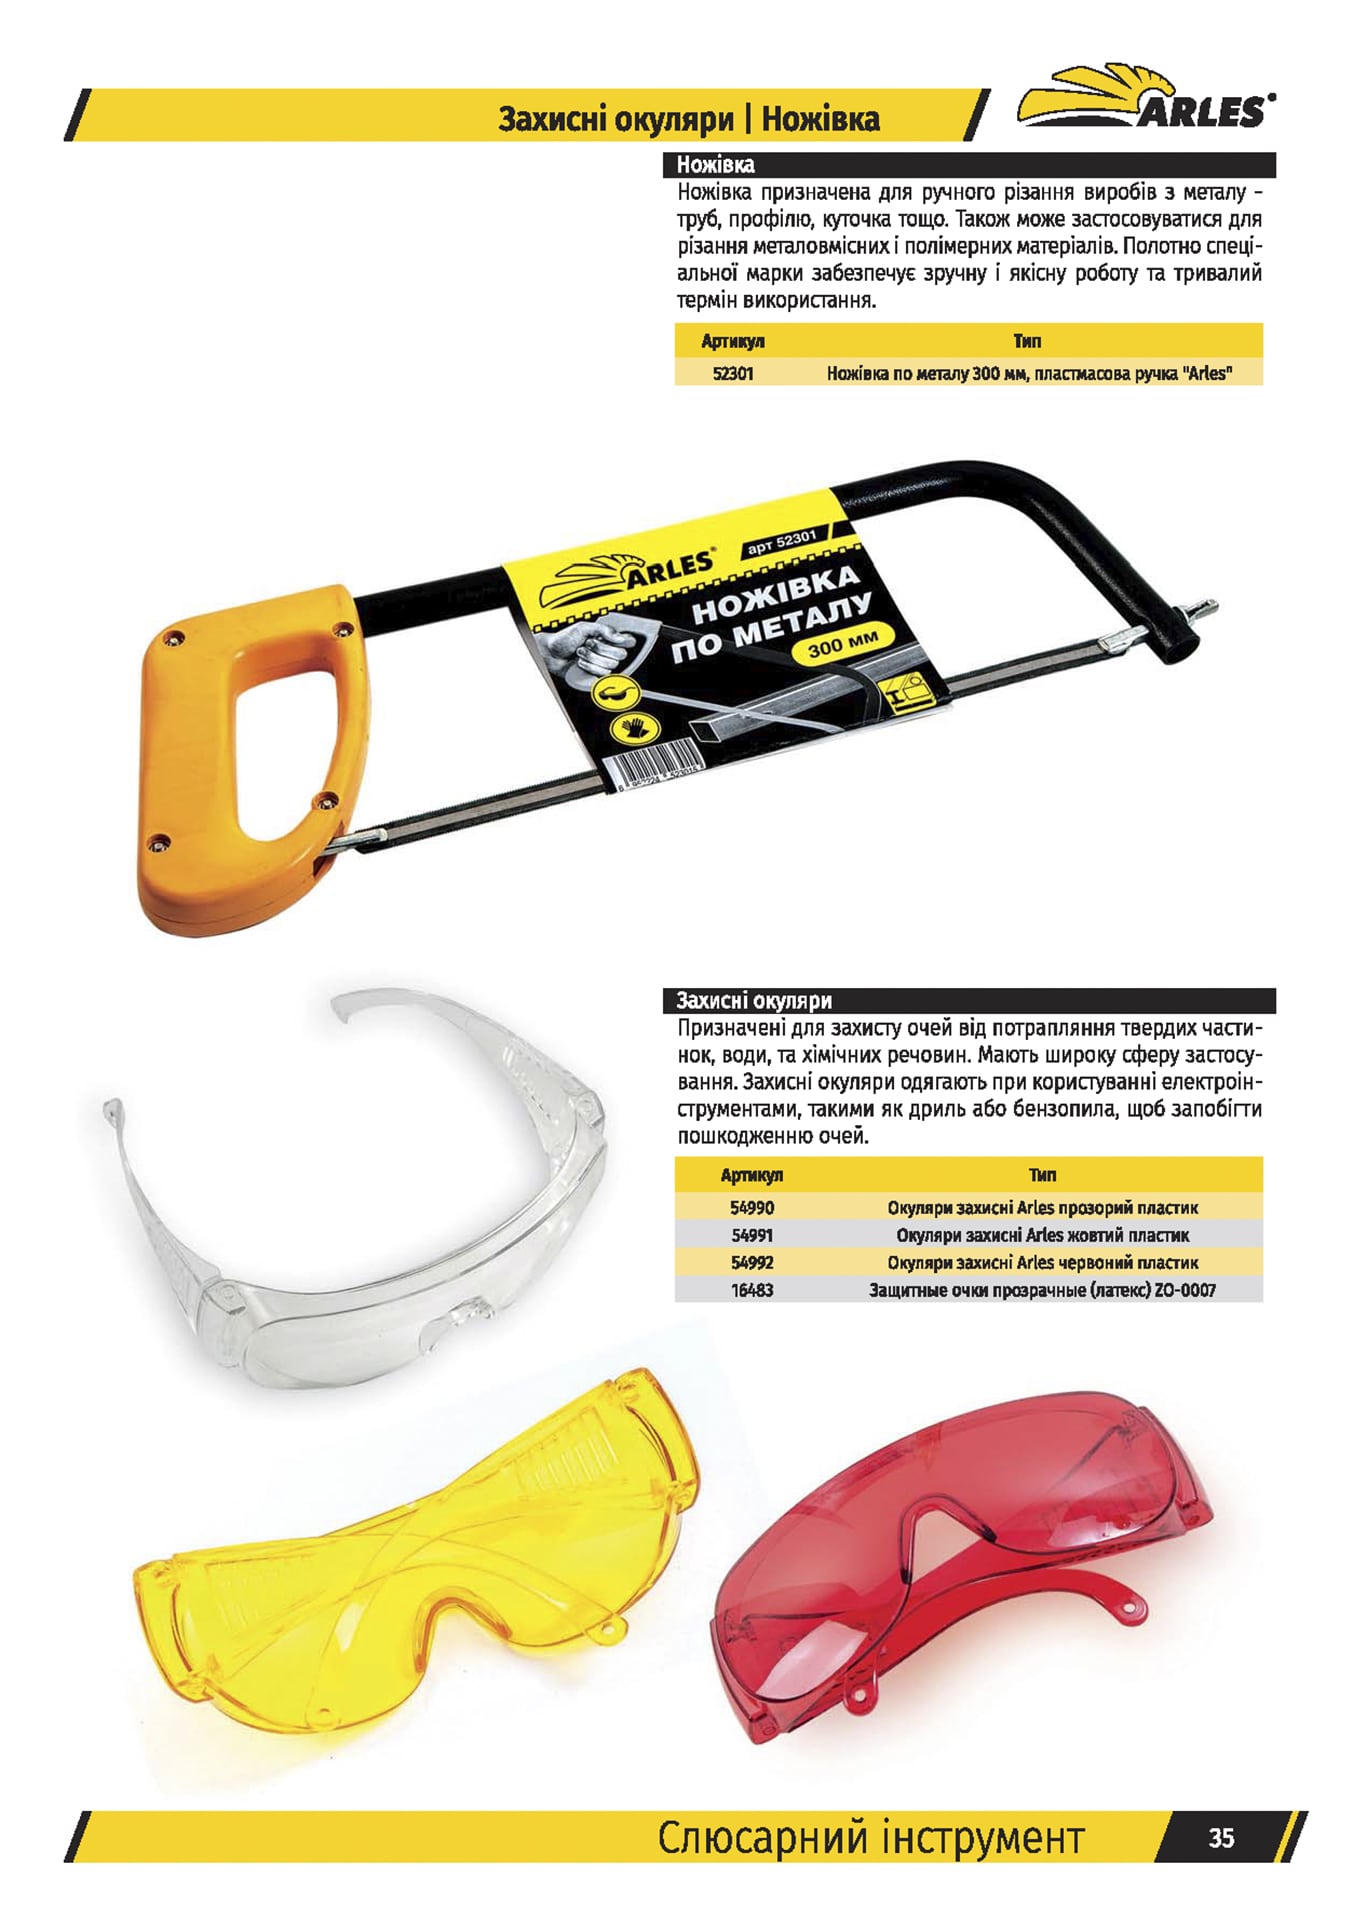 Захисні окуляри | Ножівка
ARLES
Ножівка
Ножівка призначена для ручного різання виробів з металу -
труб, профілю, куточка тощо. Також може застосовуватися для
різання металовмісних і полімерних матеріалів. Полотно спеці-
альної марки забезпечує зручну і якісну роботу та тривалий
термін використання.
Артикул Тип
52301 Ножівка по металу 300 мм, пластмасова ручка "Arles"
ARLES
арт 52301
НОЖІВКА
ПО МЕТАЛУ
300 мм
Захисні окуляри
Призначені для захисту очей від потрапляння твердих части-
нок, води, та хімічних речовин. Мають широку сферу застосу-
вання. Захисні окуляри одягають при користуванні електроін-
струментами, такими як дриль або бензопила, щоб запобігти
пошкодженню очей.
Артикул Тип
54990 Окуляри захисні Arles прозорий пластик
54991 Окуляри захисні Arles жовтий пластик
54992 Окуляри захисні Arles червоний пластик
16483 Защитные очки прозрачные (латекс) ZO-0007
Слюсарний інструмент
35